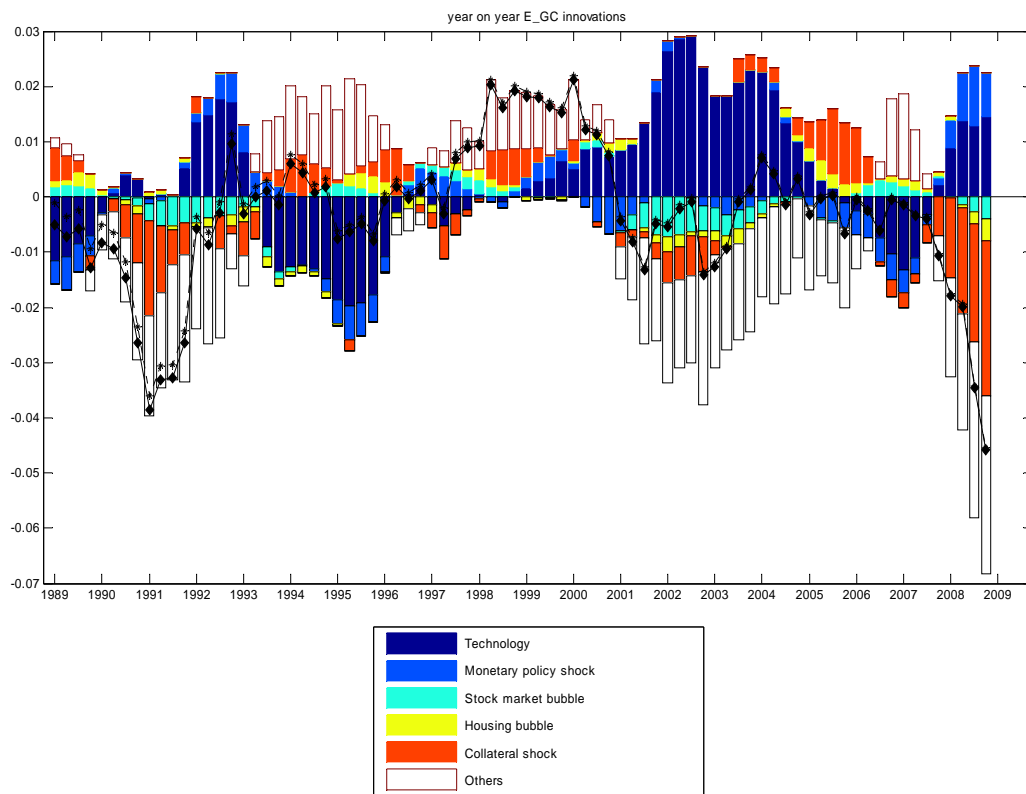 year on year E_GC innovations
0.03
0.02
0.01
0
-0.01
-0.02
-0.03
-0.04
-0.05
-0.06
-0.07
1989 1990 1991 1992 1993 1994 1995 1996 1997 1998 1999 2000 2001 2002 2003 2004 2005 2006 2007 2008 2009
Technology
Monetary policy shock
Stock market bubble
Housing bubble
Collateral shock
Others